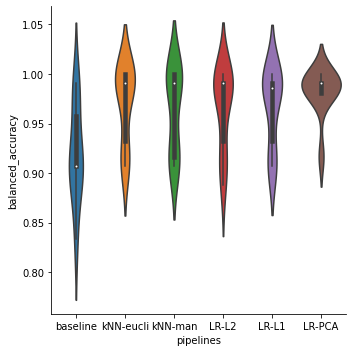 1.05
1.00
0.95
0.90
0.85
0.80
balanced_accuracy
baseline kNN-eucli kNN-man LR-L2 LR-L1 LR-PCA
pipelines